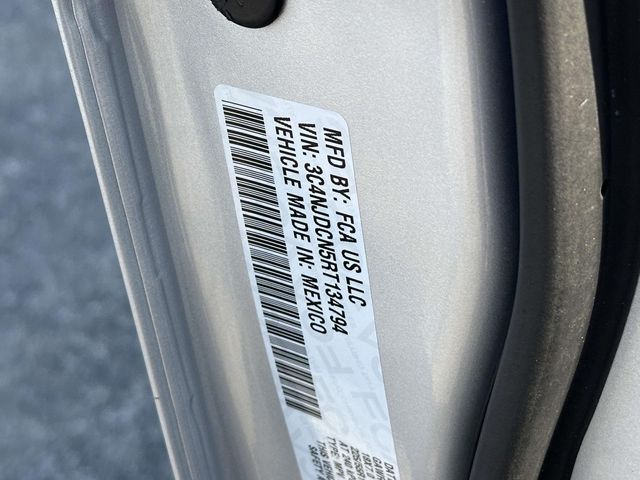 MFD BY: FCA US LLC
VIN: 3C4NJDCN5RT134794
VEHICLE MADE IN: MEXICO